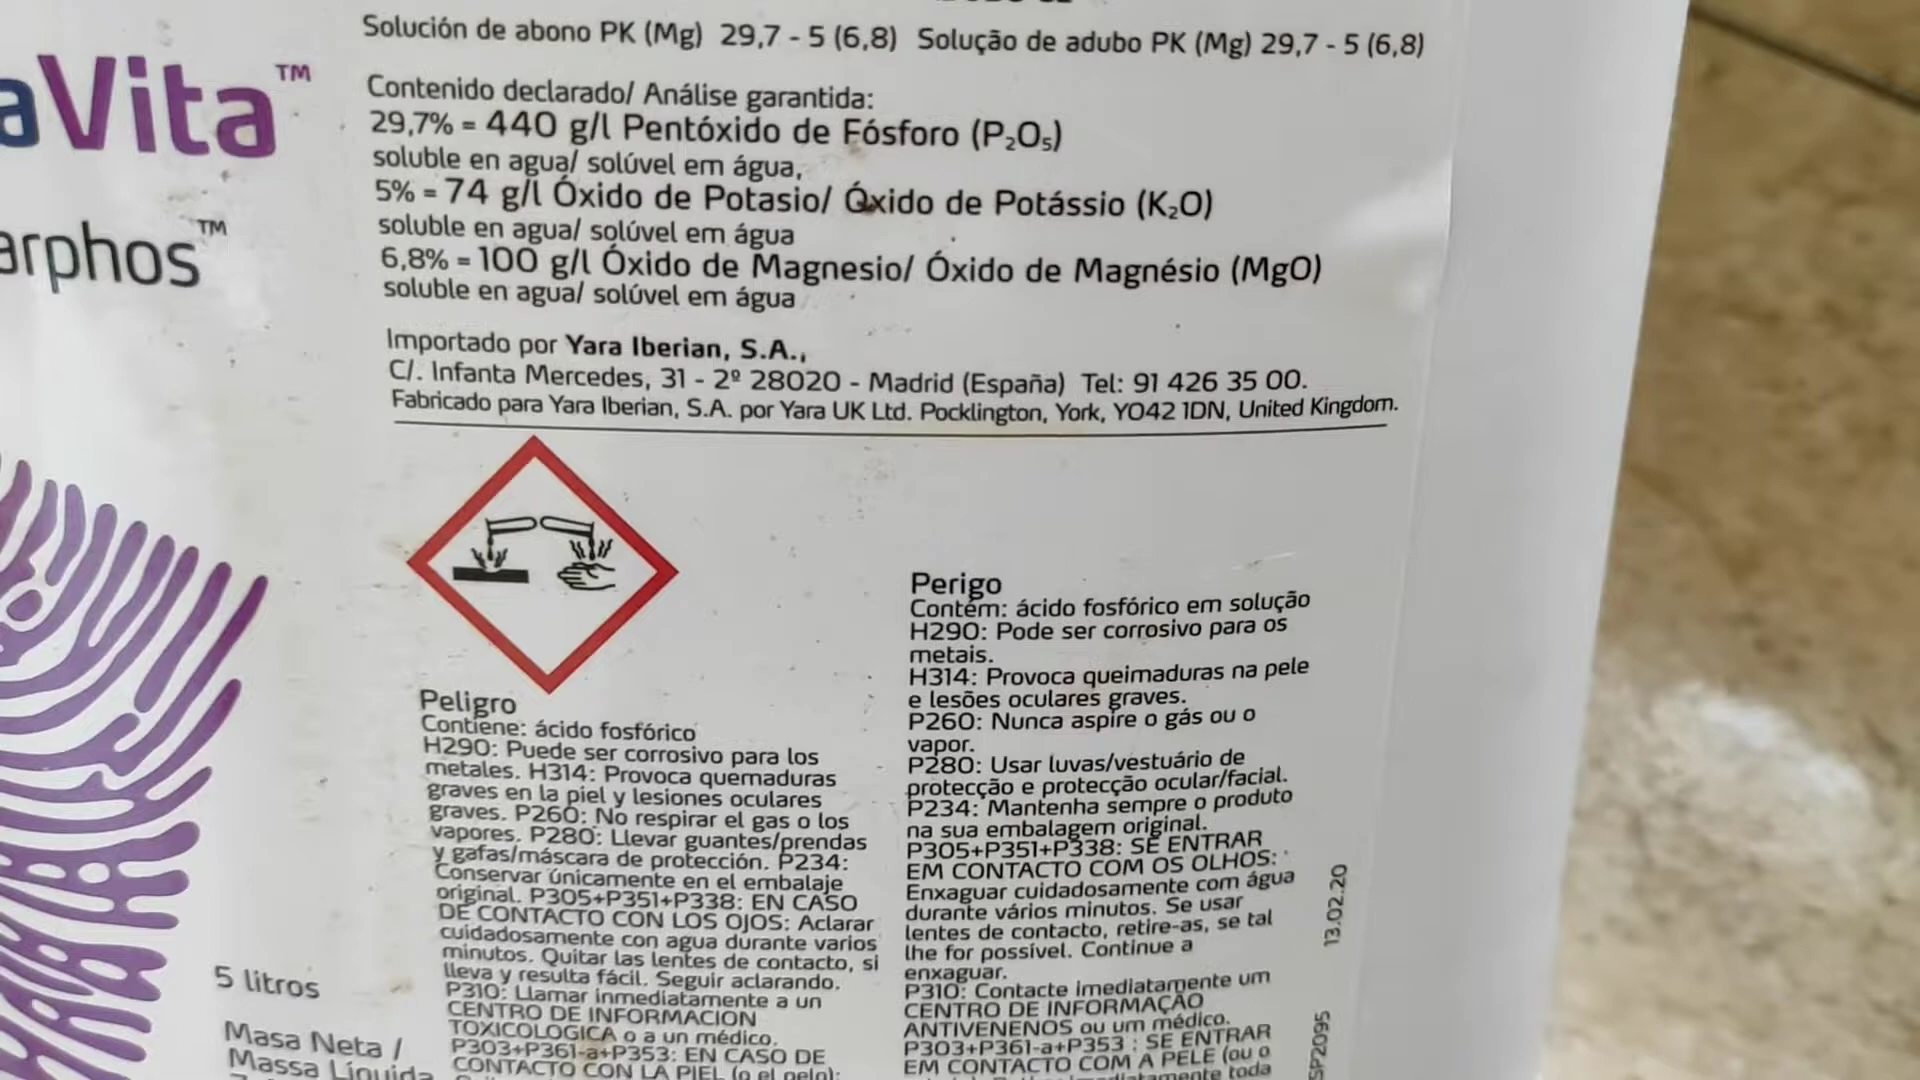 Solución de abono PK (Mg) 29,7 - 5 (6,8) Solução de adubo PK (Mg) 29,7 - 5 (6,8)
aVita™
arphos™
Contenido declarado/ Análise garantida:
29,7% = 440 g/l Pentóxido de Fósforo (P₂O₅)
soluble en agua/ solúvel em água,
5% = 74 g/l Óxido de Potasio/ Óxido de Potássio (K₂O)
soluble en agua/ solúvel em água
6,8% = 100 g/l Óxido de Magnesio/ Óxido de Magnésio (MgO)
soluble en agua/ solúvel em água
Importado por Yara Iberian, S.A.,
C/. Infanta Mercedes, 31 - 2º 28020 - Madrid (España) Tel: 91 426 35 00.
Fabricado para Yara Iberian, S.A. por Yara UK Ltd. Pocklington, York, YO42 1DN, United Kingdom.
Peligro
Contiene: ácido fosfórico
H290: Puede ser corrosivo para los
metales. H314: Provoca quemaduras
graves en la piel y lesiones oculares
graves. P260: No respirar el gas o los
vapores. P280: Llevar guantes/prendas
y gafas/máscara de protección. P234:
Conservar únicamente en el embalaje
original. P305+P351+P338: EN CASO
DE CONTACTO CON LOS OJOS: Aclarar
cuidadosamente con agua durante varios
minutos. Quitar las lentes de contacto, si
lleva y resulta fácil. Seguir aclarando.
P310: Llamar inmediatamente a un
CENTRO DE INFORMACION
TOXICOLOGICA o a un médico.
P303+P361-a+P353: EN CASO DE
CONTACTO CON LA PIEL (o el pelo):
Perigo
Contém: ácido fosfórico em solução
H290: Pode ser corrosivo para os
metais.
H314: Provoca queimaduras na pele
e lesões oculares graves.
P260: Nunca aspire o gás ou o
vapor.
P280: Usar luvas/vestuário de
protecção e protecção ocular/facial.
P234: Mantenha sempre o produto
na sua embalagem original.
P305+P351+P338: SE ENTRAR
EM CONTACTO COM OS OLHOS:
Enxaguar cuidadosamente com água
durante vários minutos. Se usar
lentes de contacto, retire-as, se tal
lhe for possível. Continue a
enxaguar.
P310: Contacte imediatamente um
CENTRO DE INFORMAÇÃO
ANTIVENENOS ou um médico.
P303+P361-a+P353 : SE ENTRAR
EM CONTACTO COM A PELE (ou o
toda
5 litros
Masa Neta /
Massa Líquida
13.02.20
SP2095